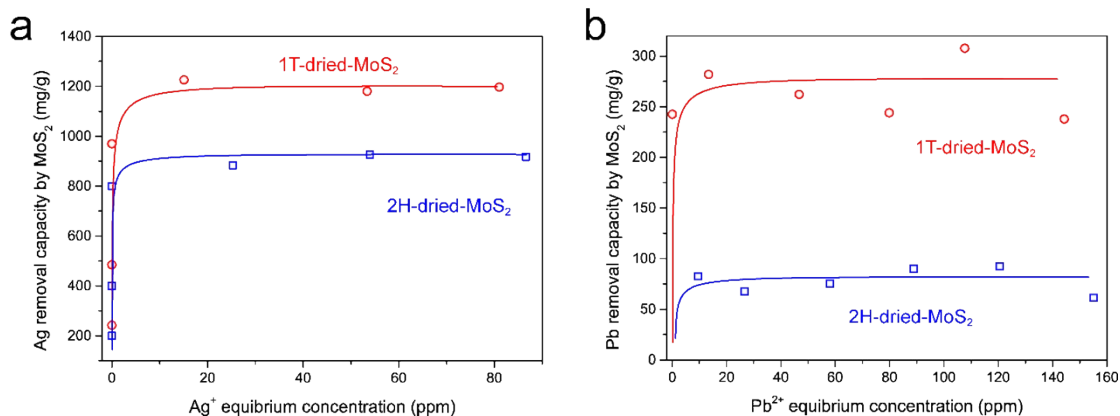 a
1400
1200
1000
800
600
400
200
0 20 40 60 80
Ag removal capacity by MoS₂ (mg/g)
Ag⁺ equibrium concentration (ppm)
1T-dried-MoS₂
2H-dried-MoS₂
b
300
250
200
150
100
50
0
0 20 40 60 80 100 120 140 160
Pb removal capacity by MoS₂ (mg/g)
Pb²⁺ equibrium concentration (ppm)
1T-dried-MoS₂
2H-dried-MoS₂